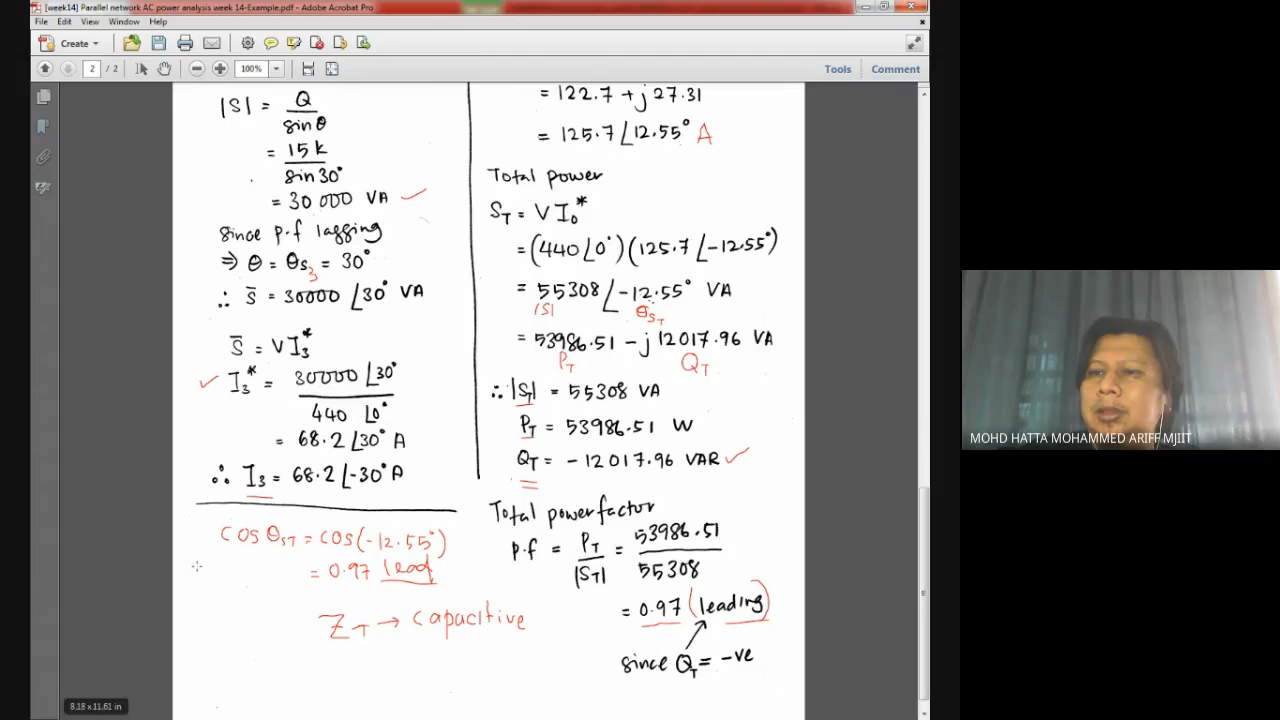 [week14] Parallel network AC power analysis week 14-Example.pdf - Adobe Acrobat Pro
File Edit View Window Help
Create
2 / 2 100% Tools Comment
|S| = Q / sin θ
= 15k / sin 30°
= 30 000 VA ✓
since p.f lagging
⇒ θ = θS3 = 30°
∴ S̅ = 30000 ∠30° VA
S̅ = V I3*
✓ I3* = 30000 ∠30° / 440 ∠0°
= 68.2 ∠30° A
∴ I3 = 68.2 ∠-30° A
cos θST = cos(-12.55°)
= 0.97 lead
ZT → capacitive
= 122.7 + j 27.31
= 125.7 ∠12.55° A
Total power
ST = V I0*
= (440 ∠0°)(125.7 ∠-12.55°)
= 55308 ∠-12.55° VA
|S| θST
= 53986.51 - j 12017.96 VA
PT QT
∴ |ST| = 55308 VA
PT = 53986.51 W
QT = - 12017.96 VAR ✓
Total power factor
p.f = PT / |ST| = 53986.51 / 55308
= 0.97 (leading)
since QT = -ve
8.18 x 11.61 in
MOHD HATTA MOHAMMED ARIFF MJIIT